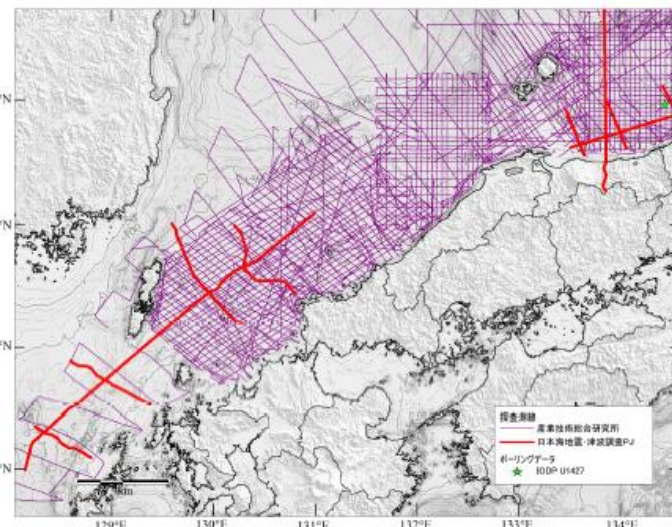 °N
°N
°N
°N
探査測線
産業技術総合研究所
日本海地震・津波調査PJ
ボーリングデータ
IODP U1427
km
129°E
130°E
131°E
132°E
133°E
134°E